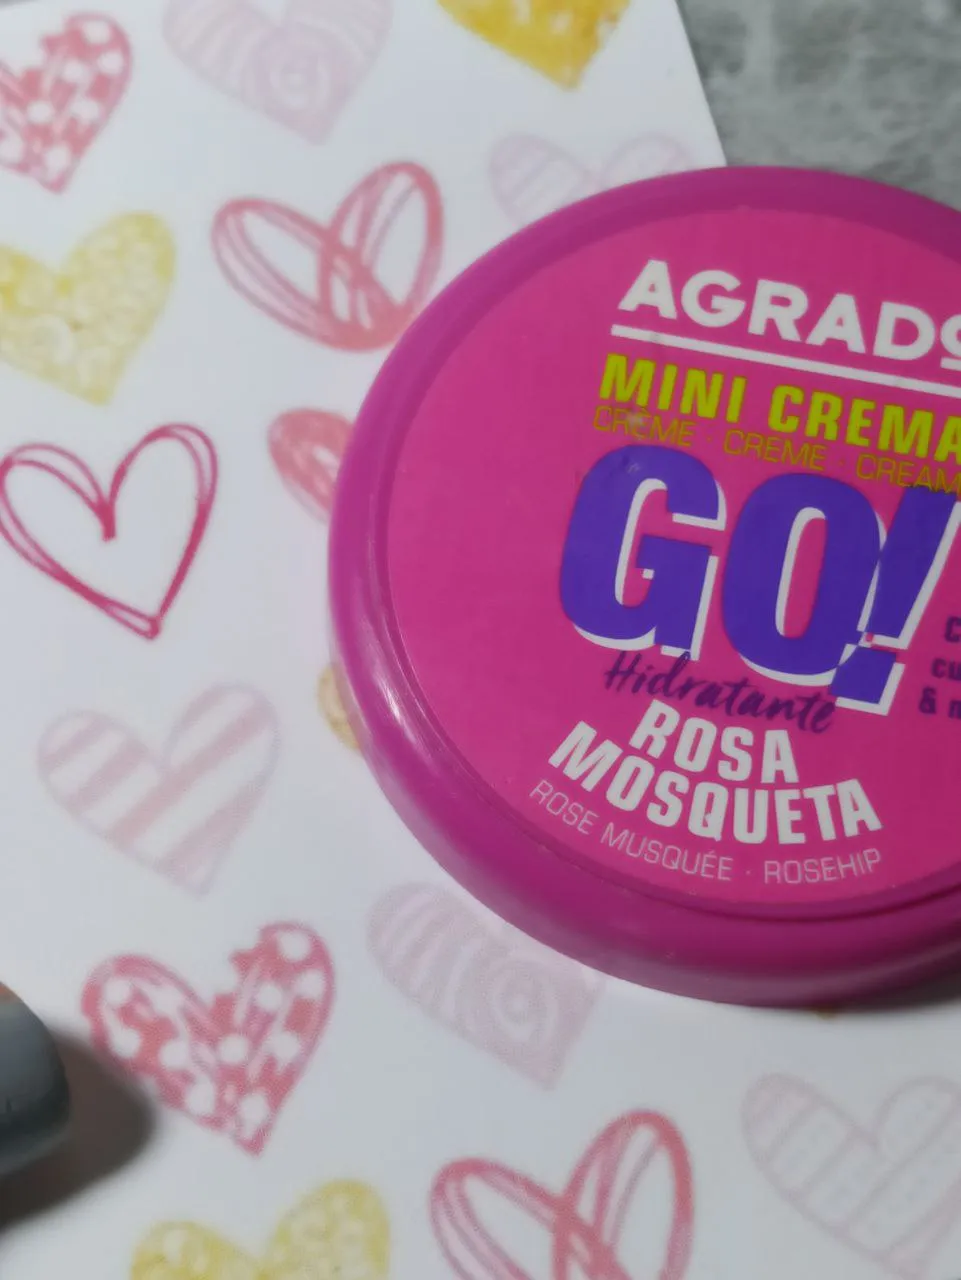 AGRADO
MINI CREMA
CRÈME · CREME · CREAM
GO!
Hidratante
ROSA
MOSQUETA
ROSE MUSQUÉE · ROSEHIP
&